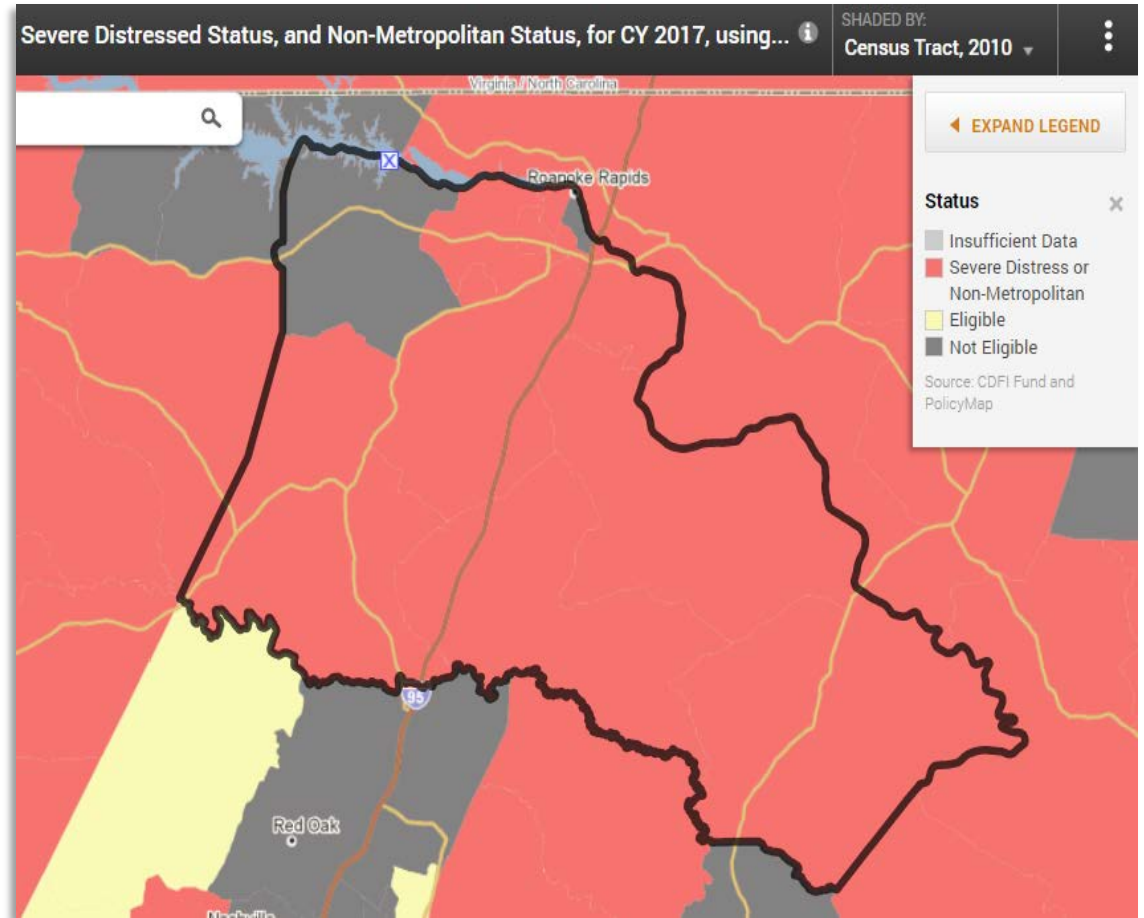 Severe Distressed Status, and Non-Metropolitan Status, for CY 2017, using...
SHADED BY:
Census Tract, 2010
Virginia / North Carolina
EXPAND LEGEND
Roanoke Rapids
Status
Insufficient Data
Severe Distress or
Non-Metropolitan
Eligible
Not Eligible
Source: CDFI Fund and
PolicyMap
95
Red Oak
Nashville